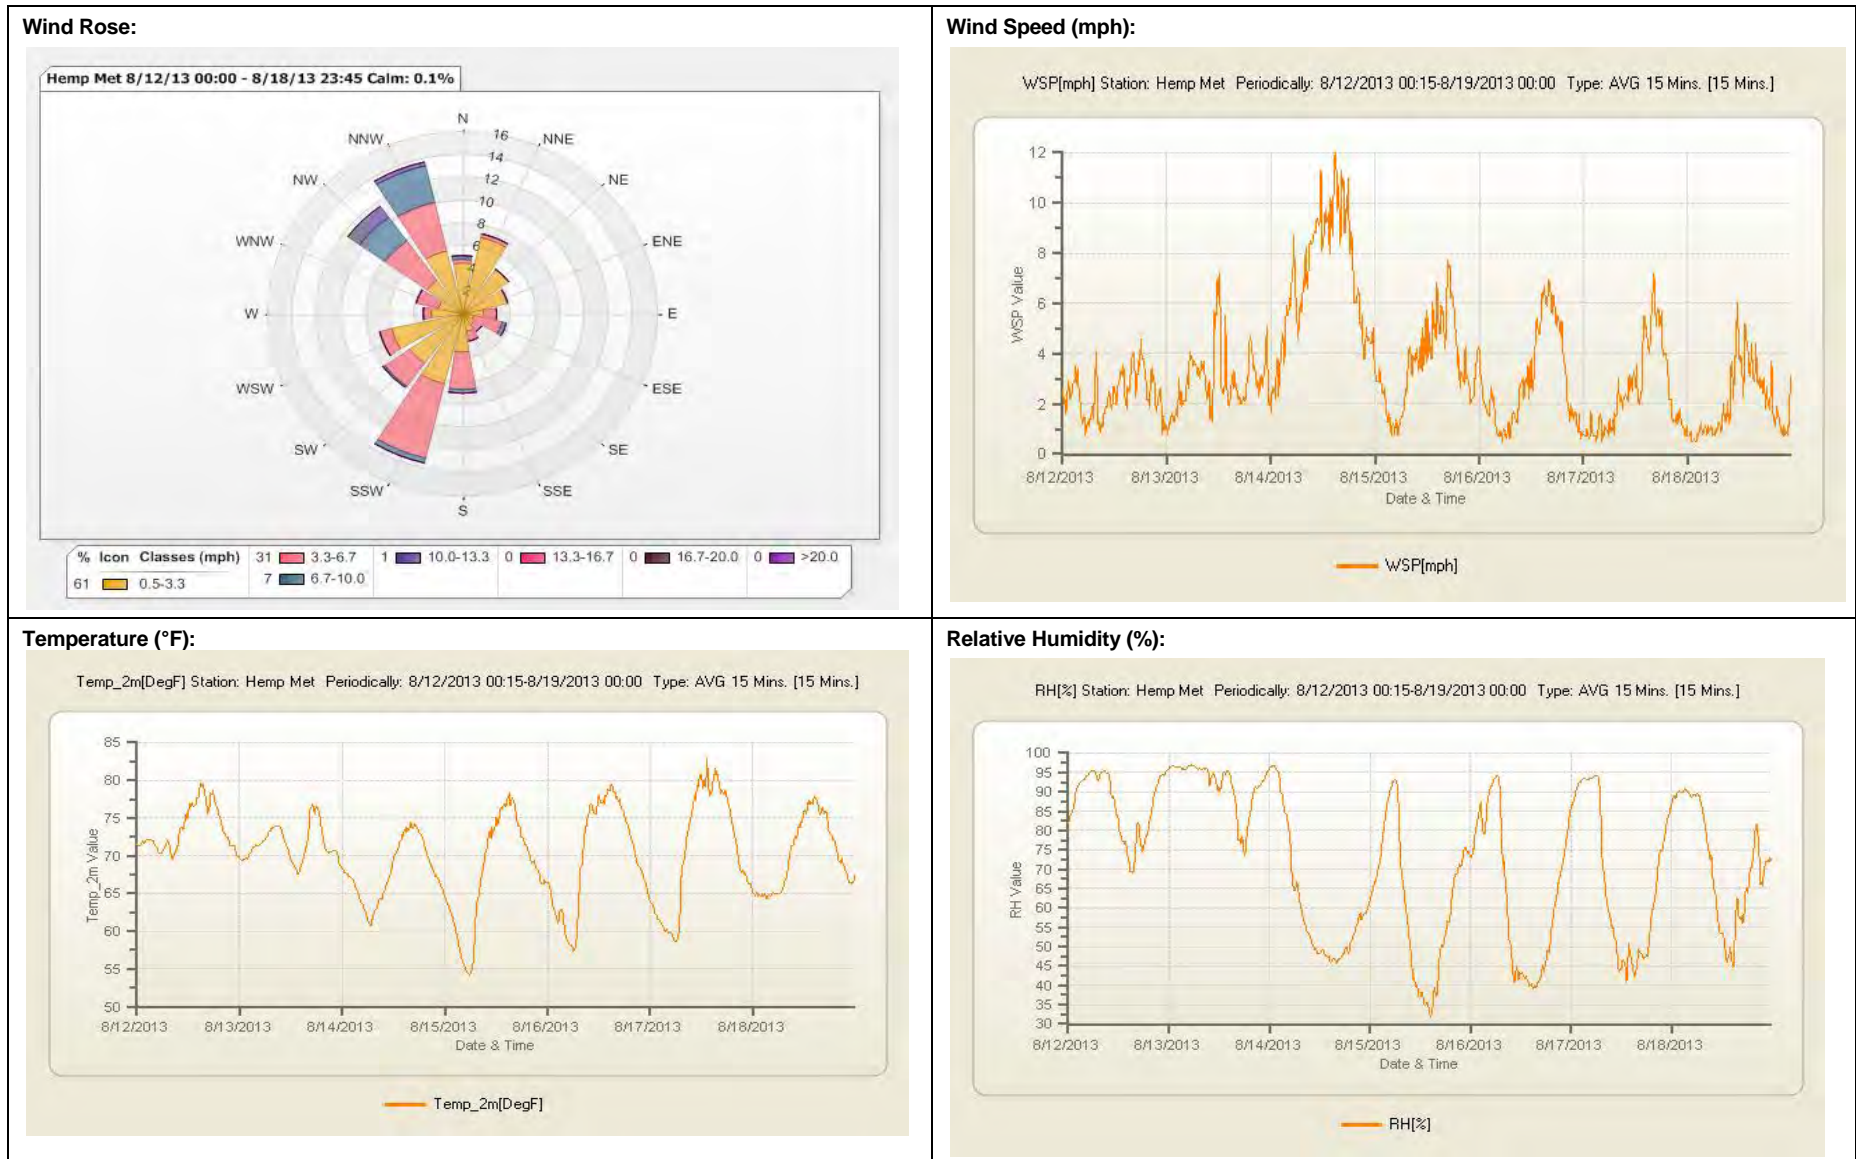 Wind Rose:
Hemp Met 8/12/13 00:00 - 8/18/13 23:45 Calm: 0.1%
N
NNE
NE
ENE
E
ESE
SE
SSE
S
SSW
SW
WSW
W
WNW
NW
NNW
16
14
12
10
8
6
4
2
% Icon Classes (mph)
61 0.5-3.3
31 3.3-6.7
7 6.7-10.0
1 10.0-13.3
0 13.3-16.7
0 16.7-20.0
0 >20.0
Wind Speed (mph):
WSP[mph] Station: Hemp Met Periodically: 8/12/2013 00:15-8/19/2013 00:00 Type: AVG 15 Mins. [15 Mins.]
WSP Value
12
10
8
6
4
2
0
8/12/2013 8/13/2013 8/14/2013 8/15/2013 8/16/2013 8/17/2013 8/18/2013
Date & Time
WSP[mph]
Temperature (°F):
Temp_2m[DegF] Station: Hemp Met Periodically: 8/12/2013 00:15-8/19/2013 00:00 Type: AVG 15 Mins. [15 Mins.]
Temp_2m Value
85
80
75
70
65
60
55
50
8/12/2013 8/13/2013 8/14/2013 8/15/2013 8/16/2013 8/17/2013 8/18/2013
Date & Time
Temp_2m[DegF]
Relative Humidity (%):
RH[%] Station: Hemp Met Periodically: 8/12/2013 00:15-8/19/2013 00:00 Type: AVG 15 Mins. [15 Mins.]
RH Value
100
95
90
85
80
75
70
65
60
55
50
45
40
35
30
8/12/2013 8/13/2013 8/14/2013 8/15/2013 8/16/2013 8/17/2013 8/18/2013
Date & Time
RH[%]